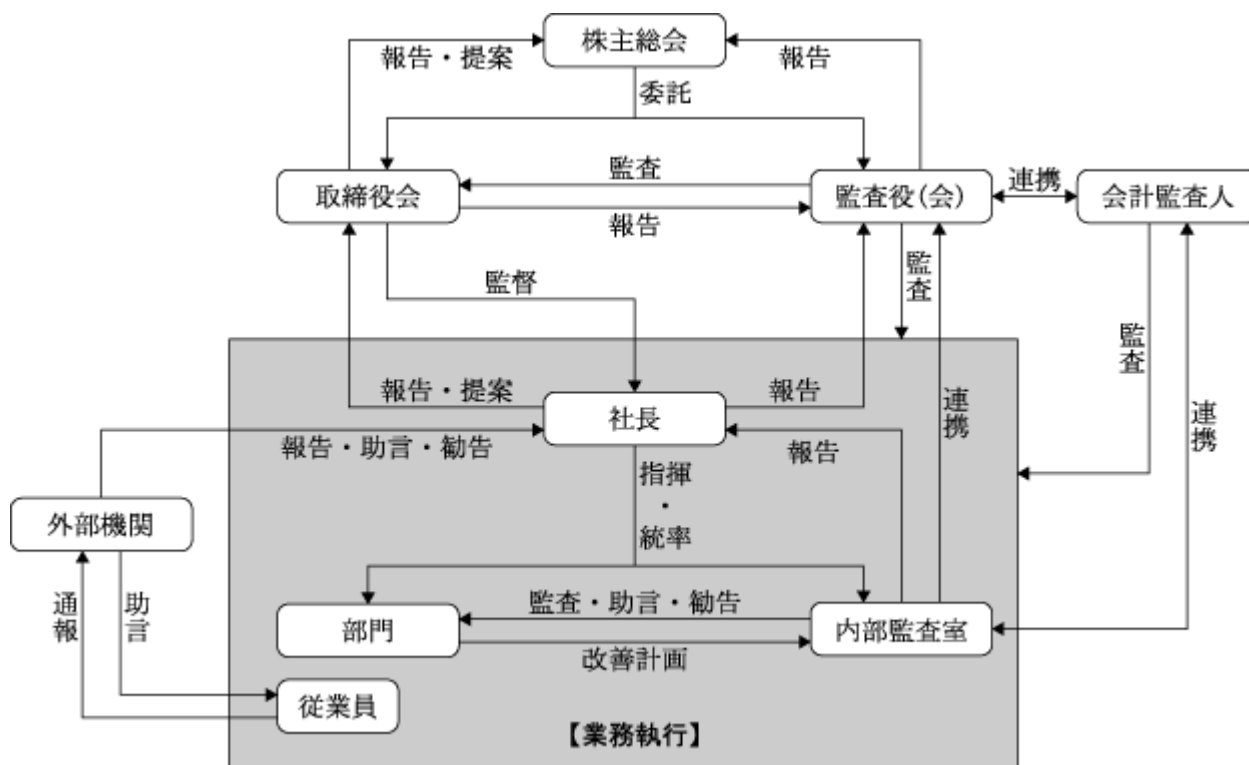 株主総会
報告・提案
報告
委託
取締役会
監査
報告
監査役(会)
連携
会計監査人
監督
監査
監査
連携
報告・提案
社長
報告
連携
報告・助言・勧告
報告
外部機関
指揮
・
統率
通報
助言
部門
監査・助言・勧告
改善計画
内部監査室
従業員
【業務執行】